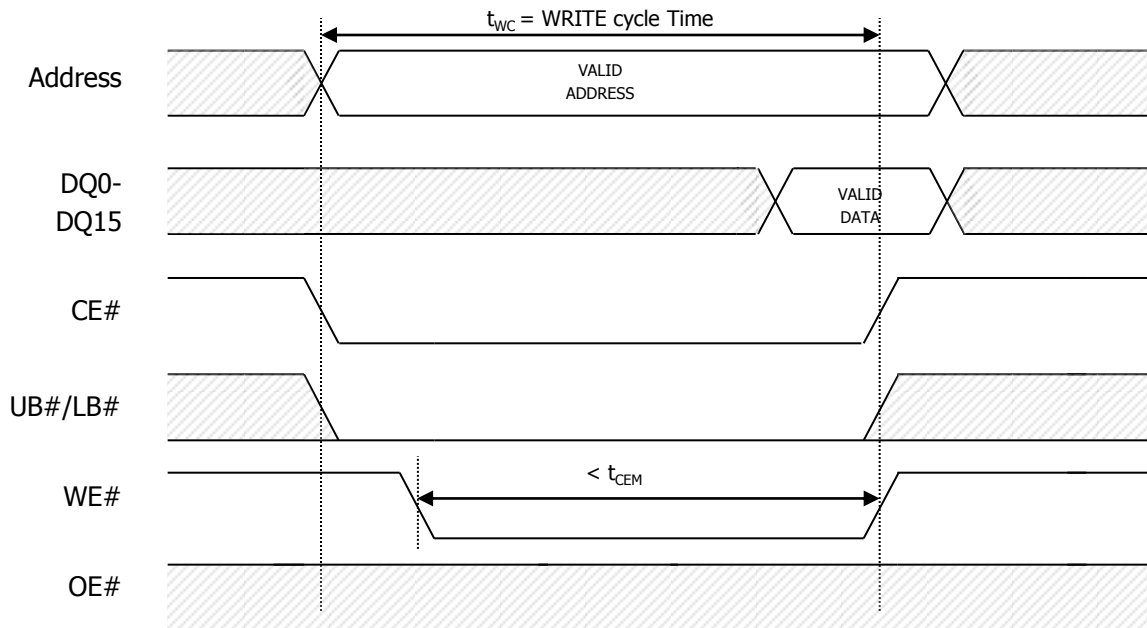 tWC = WRITE cycle Time
Address
VALID
ADDRESS
DQ0-
DQ15
VALID
DATA
CE#
UB#/LB#
WE#
< tCEM
OE#